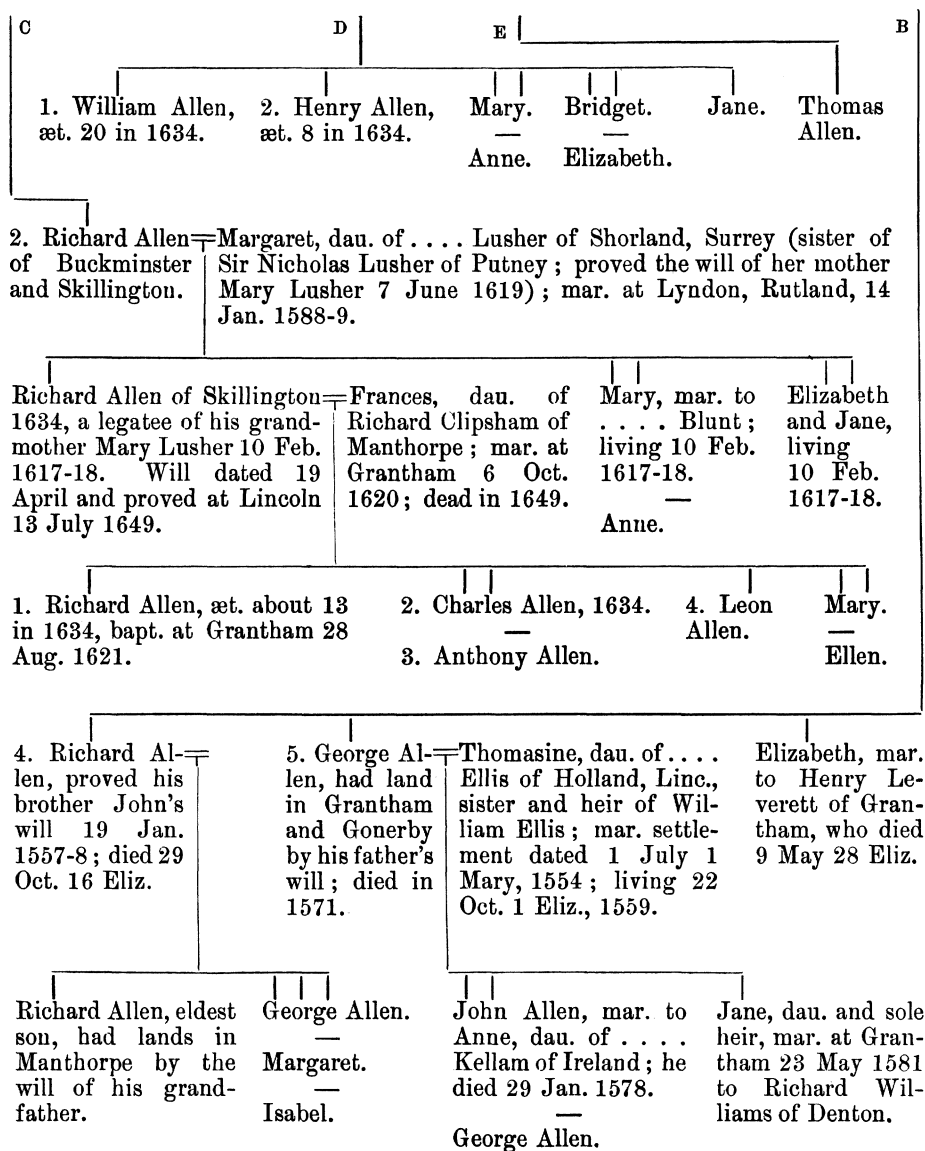 C D E B
1. William Allen,
æt. 20 in 1634.
2. Henry Allen,
æt. 8 in 1634.
Mary.
—
Anne.
Bridget.
—
Elizabeth.
Jane.
Thomas
Allen.
2. Richard Allen
of Buckminster
and Skillington.
Margaret, dau. of . . . . Lusher of Shorland, Surrey (sister of
Sir Nicholas Lusher of Putney ; proved the will of her mother
Mary Lusher 7 June 1619) ; mar. at Lyndon, Rutland, 14
Jan. 1588-9.
Richard Allen of Skillington
1634, a legatee of his grand-
mother Mary Lusher 10 Feb.
1617-18. Will dated 19
April and proved at Lincoln
13 July 1649.
Frances, dau. of
Richard Clipsham of
Manthorpe ; mar. at
Grantham 6 Oct.
1620 ; dead in 1649.
Mary, mar. to
. . . . Blunt ;
living 10 Feb.
1617-18.
—
Anne.
Elizabeth
and Jane,
living
10 Feb.
1617-18.
1. Richard Allen, æt. about 13
in 1634, bapt. at Grantham 28
Aug. 1621.
2. Charles Allen, 1634.
—
3. Anthony Allen.
4. Leon
Allen.
Mary.
—
Ellen.
4. Richard Al-
len, proved his
brother John's
will 19 Jan.
1557-8 ; died 29
Oct. 16 Eliz.
5. George Al-
len, had land
in Grantham
and Gonerby
by his father's
will ; died in
1571.
Thomasine, dau. of . . . .
Ellis of Holland, Linc.,
sister and heir of Wil-
liam Ellis ; mar. settle-
ment dated 1 July 1
Mary, 1554 ; living 22
Oct. 1 Eliz., 1559.
Elizabeth, mar.
to Henry Le-
verett of Gran-
tham, who died
9 May 28 Eliz.
Richard Allen, eldest
son, had lands in
Manthorpe by the
will of his grand-
father.
George Allen.
—
Margaret.
—
Isabel.
John Allen, mar. to
Anne, dau. of . . . .
Kellam of Ireland ; he
died 29 Jan. 1578.
—
George Allen.
Jane, dau. and sole
heir, mar. at Gran-
tham 23 May 1581
to Richard Wil-
liams of Denton.